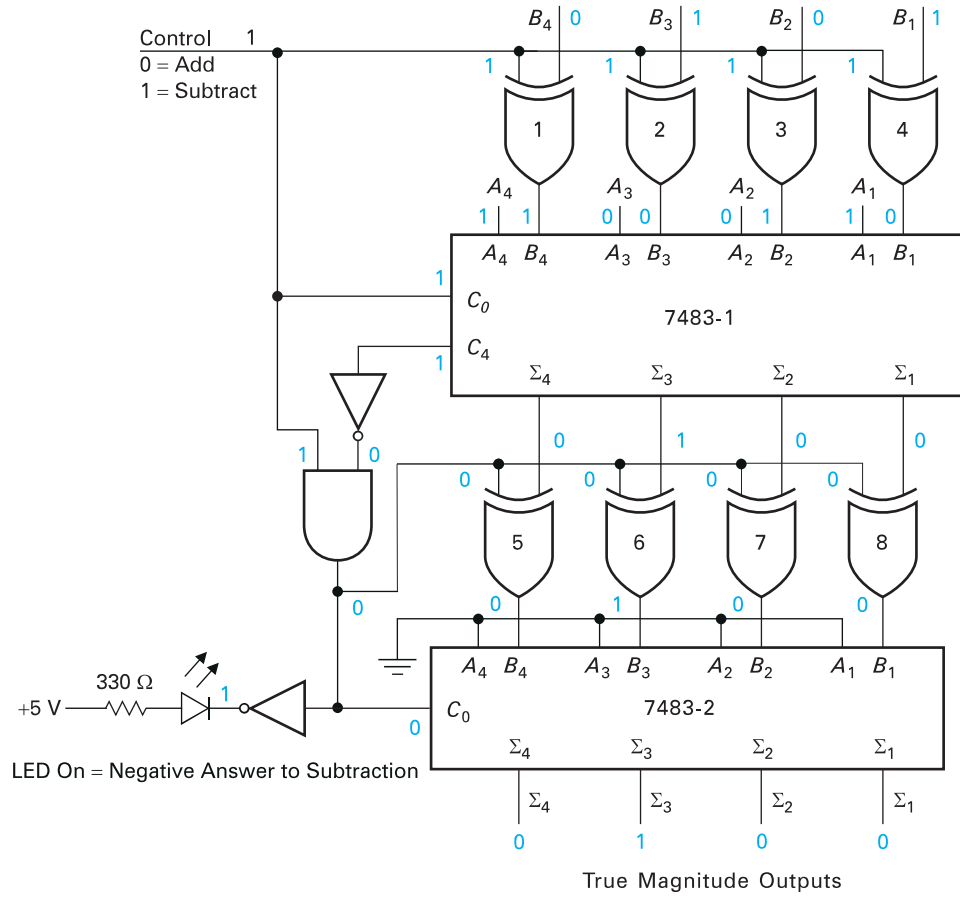 B4 0 B3 1 B2 0 B1 1
Control 1
0 = Add
1 = Subtract
1 1 1 1
1 2 3 4
A4 A3 A2 A1
1 1 0 0 0 1 1 0
A4 B4 A3 B3 A2 B2 A1 B1
1
C0
7483-1
C4
1
Σ4 Σ3 Σ2 Σ1
0 1 0 0
1 0
0 0 0 0
5 6 7 8
0
0 1 0 0
A4 B4 A3 B3 A2 B2 A1 B1
330 Ω
+5 V
1
C0
0
7483-2
Σ4 Σ3 Σ2 Σ1
LED On = Negative Answer to Subtraction
Σ4 Σ3 Σ2 Σ1
0 1 0 0
True Magnitude Outputs